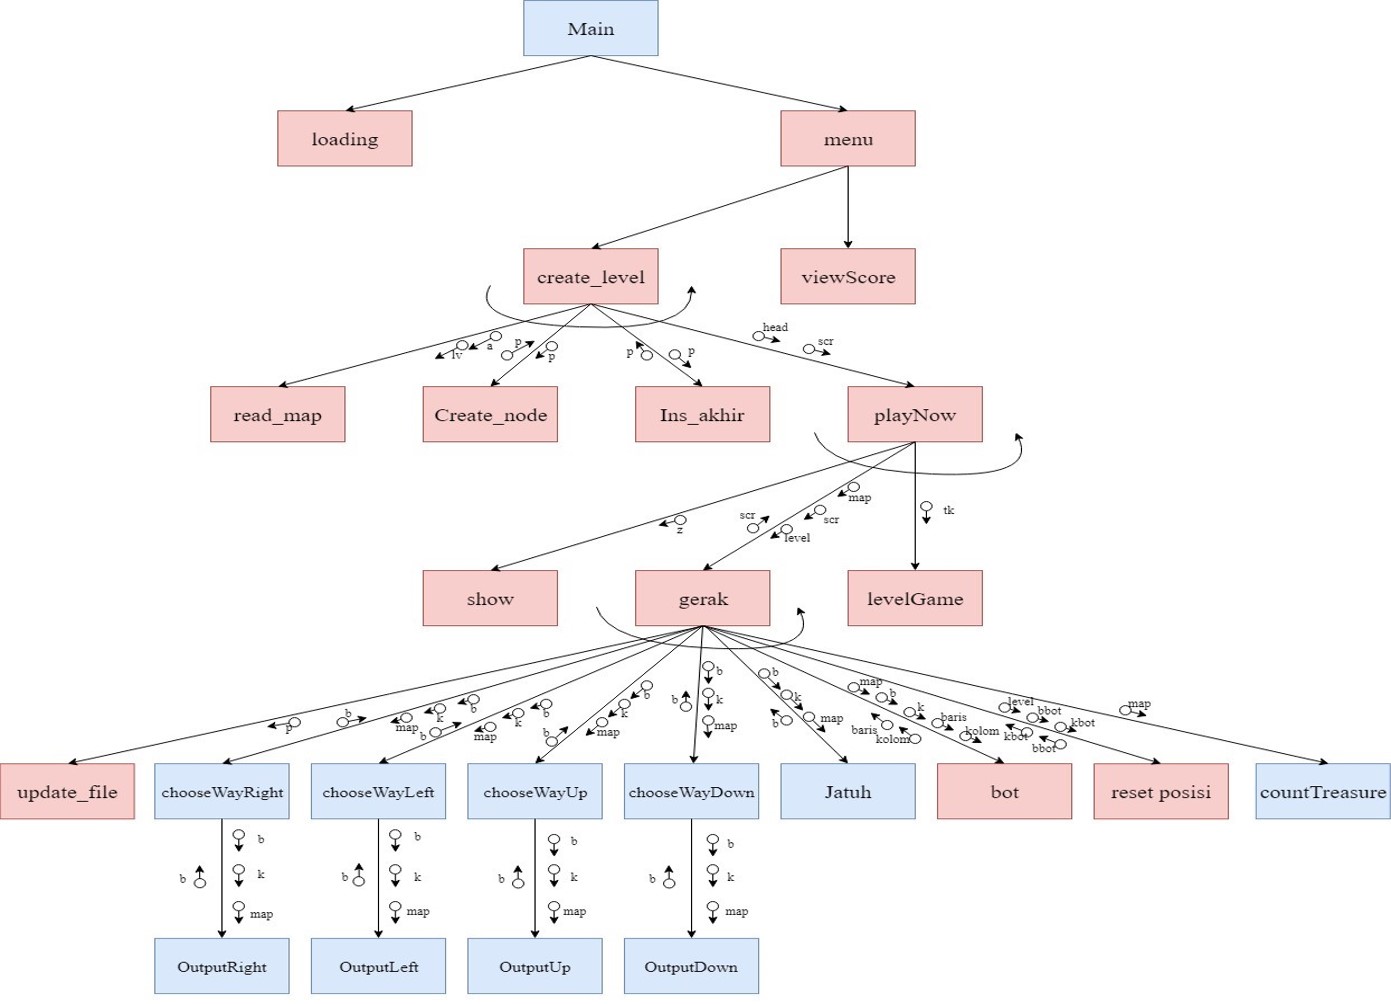 Main
loading
menu
create_level
viewScore
head
scr
a
lv
p
p
p
p
read_map
Create_node
Ins_akhir
playNow
map
scr
scr
level
z
tk
show
gerak
levelGame
b
k
map
b
p
b
k
map
b
b
k
map
b
b
k
map
b
b
k
map
b
map
b
k
baris
kolom
baris
kolom
level
bbot
kbot
kbot
bbot
map
update_file
chooseWayRight
chooseWayLeft
chooseWayUp
chooseWayDown
Jatuh
bot
reset posisi
countTreasure
b
k
map
b
b
k
map
b
b
k
map
b
b
k
map
b
OutputRight
OutputLeft
OutputUp
OutputDown